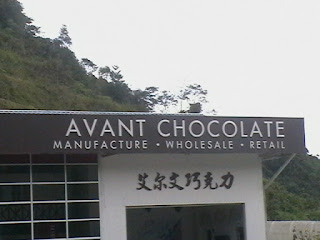 AVANT CHOCOLATE
MANUFACTURE • WHOLESALE • RETAIL
艾尔文巧克力